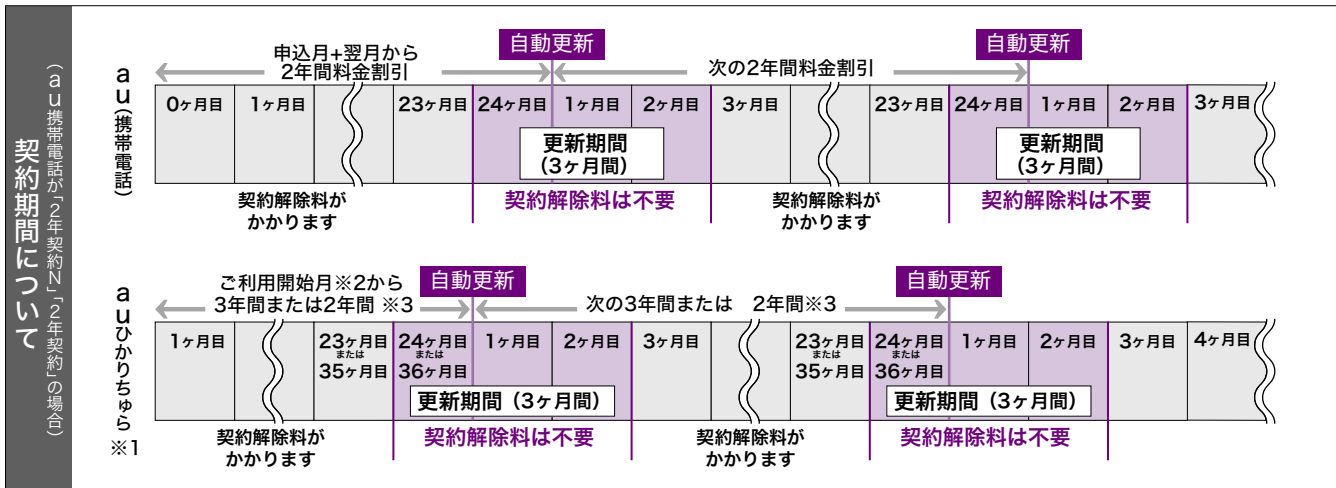 契約期間について
（au携帯電話が「2年契約N」「2年契約」の場合）
au（携帯電話）
申込月+翌月から
2年間料金割引
自動更新
次の2年間料金割引
自動更新
0ヶ月目 1ヶ月目 23ヶ月目 24ヶ月目 1ヶ月目 2ヶ月目 3ヶ月目 23ヶ月目 24ヶ月目 1ヶ月目 2ヶ月目 3ヶ月目
更新期間
（3ヶ月間）
更新期間
（3ヶ月間）
契約解除料が
かかります
契約解除料は不要
契約解除料が
かかります
契約解除料は不要
auひかりちゅら
※1
ご利用開始月※2から
3年間または2年間 ※3
自動更新
次の3年間または 2年間※3
自動更新
1ヶ月目
23ヶ月目
または
35ヶ月目
24ヶ月目
または
36ヶ月目
1ヶ月目 2ヶ月目 3ヶ月目
23ヶ月目
または
35ヶ月目
24ヶ月目
または
36ヶ月目
1ヶ月目 2ヶ月目 3ヶ月目 4ヶ月目
更新期間（3ヶ月間）
更新期間（3ヶ月間）
契約解除料が
かかります
契約解除料は不要
契約解除料が
かかります
契約解除料は不要